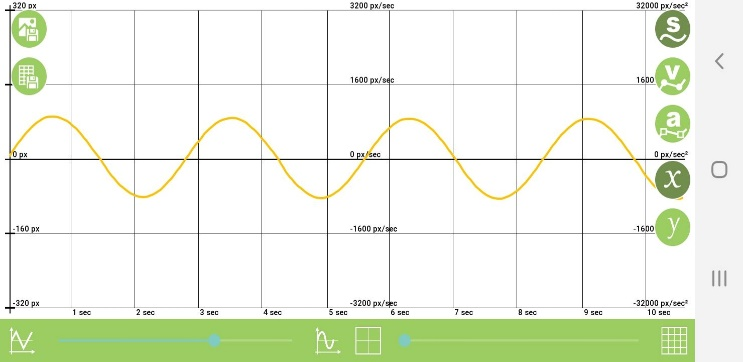 320 px 3200 px/sec 32000 px/sec²
s
1600 px/sec 1600
v
a
0 px 0 px/sec 0 px/sec²
x
y
-160 px -1600 px/sec -1600
-320 px -3200 px/sec -32000 px/sec²
1 sec 2 sec 3 sec 4 sec 5 sec 6 sec 7 sec 8 sec 9 sec 10 sec